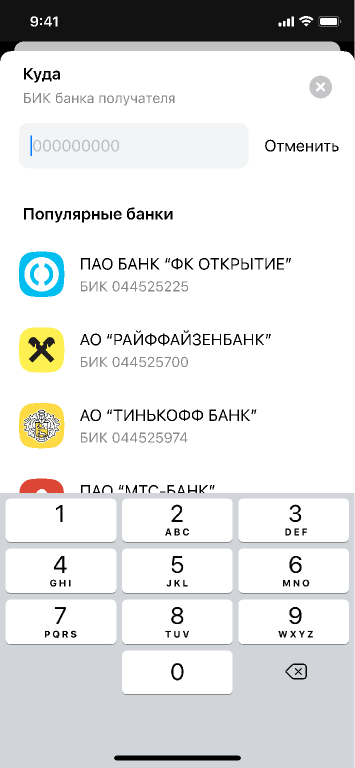 9:41
Куда
БИК банка получателя
000000000
Отменить
Популярные банки
ПАО БАНК “ФК ОТКРЫТИЕ”
БИК 044525225
АО “РАЙФФАЙЗЕНБАНК”
БИК 044525700
АО “ТИНЬКОФФ БАНК”
БИК 044525974
ПАО “МТС-БАНК”
1
2
ABC
3
DEF
4
GHI
5
JKL
6
MNO
7
PQRS
8
TUV
9
WXYZ
0